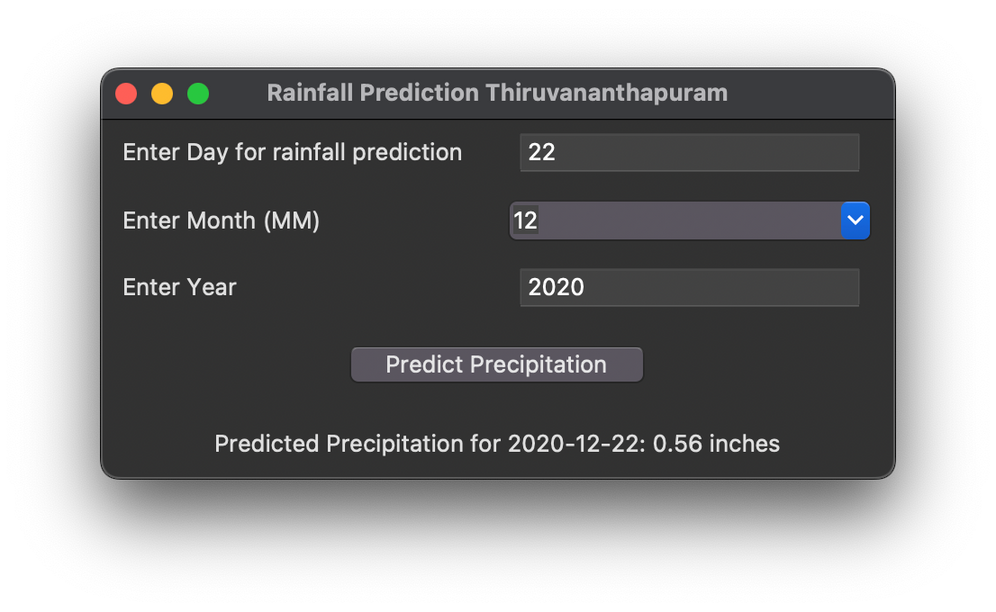 Rainfall Prediction Thiruvananthapuram
Enter Day for rainfall prediction 22
Enter Month (MM) 12
Enter Year 2020
Predict Precipitation
Predicted Precipitation for 2020-12-22: 0.56 inches